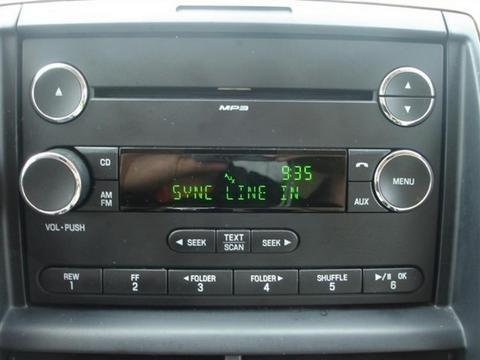 MP3
CD
AM
FM
Aux
9:35
SYNC LINE IN
MENU
AUX
VOL - PUSH
SEEK
TEXT
SCAN
SEEK
REW
1
FF
2
FOLDER
3
FOLDER
4
SHUFFLE
5
OK
6